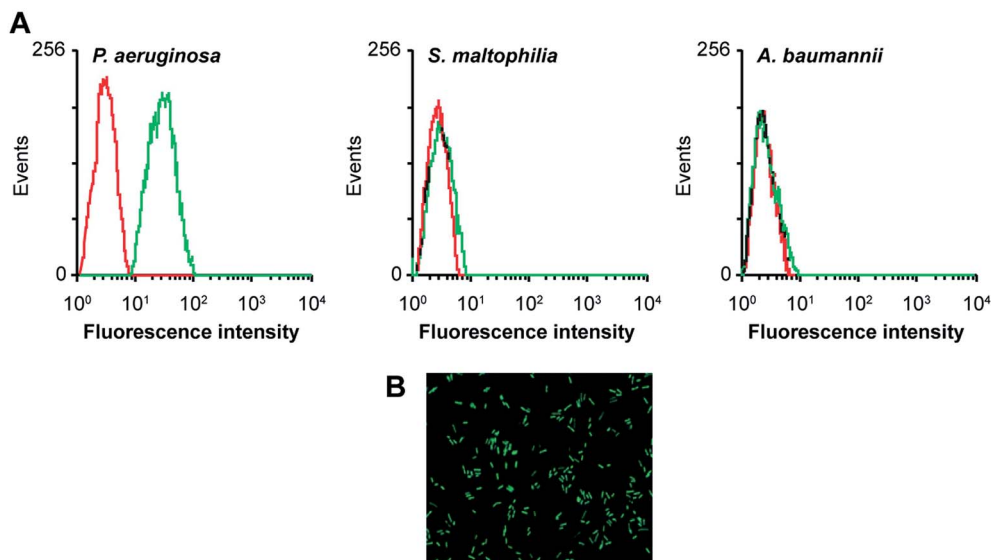 A
P. aeruginosa
256
Events
0
10⁰ 10¹ 10² 10³ 10⁴
Fluorescence intensity
S. maltophilia
256
Events
0
10⁰ 10¹ 10² 10³ 10⁴
Fluorescence intensity
A. baumannii
256
Events
0
10⁰ 10¹ 10² 10³ 10⁴
Fluorescence intensity
B